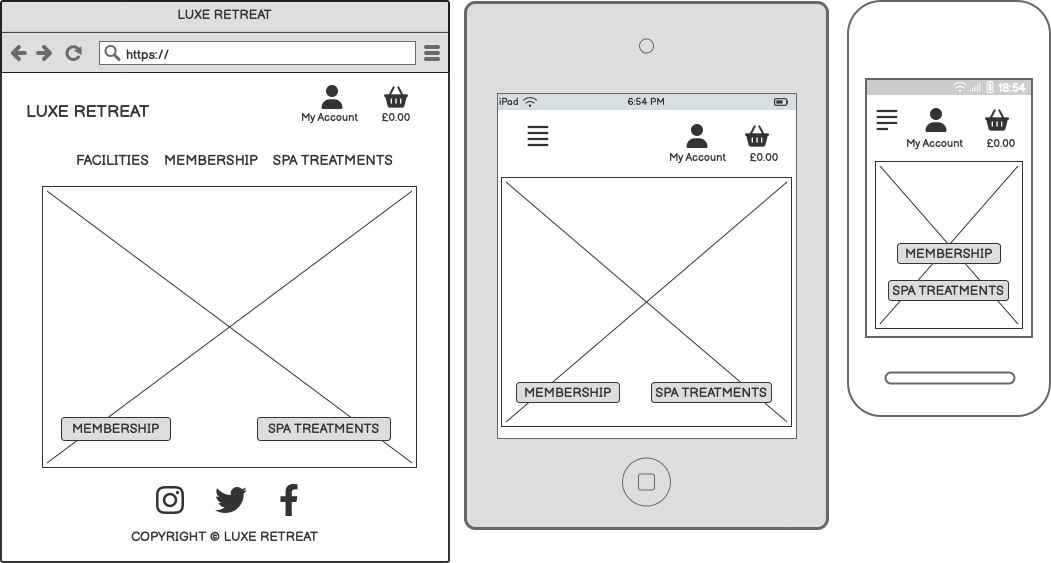 LUXE RETREAT
https://
LUXE RETREAT
My Account
£0.00
FACILITIES MEMBERSHIP SPA TREATMENTS
MEMBERSHIP
SPA TREATMENTS
COPYRIGHT © LUXE RETREAT
iPad
6:54 PM
My Account
£0.00
MEMBERSHIP
SPA TREATMENTS
18:54
My Account
£0.00
MEMBERSHIP
SPA TREATMENTS